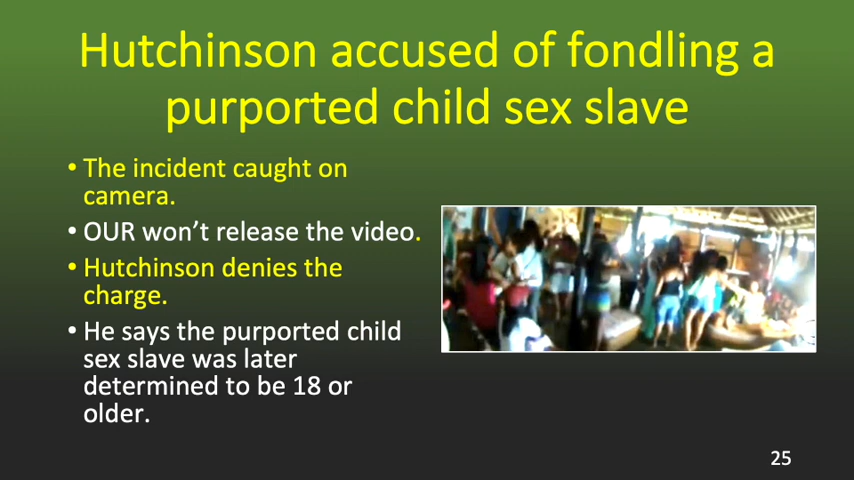 Hutchinson accused of fondling a
purported child sex slave
• The incident caught on
camera.
• OUR won’t release the video.
• Hutchinson denies the
charge.
• He says the purported child
sex slave was later
determined to be 18 or
older.
25